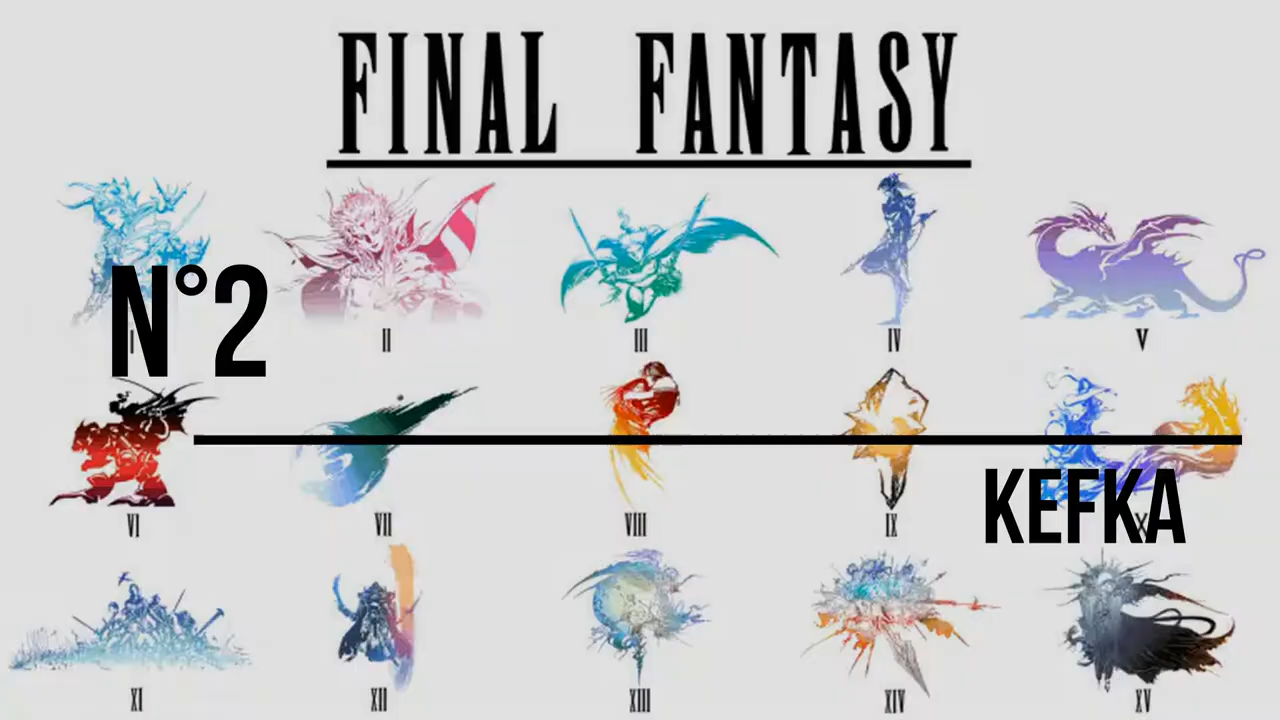 FINAL FANTASY
N°2
I II III IV V
VI VII VIII IX X
KEFKA
XI XII XIII XIV XV